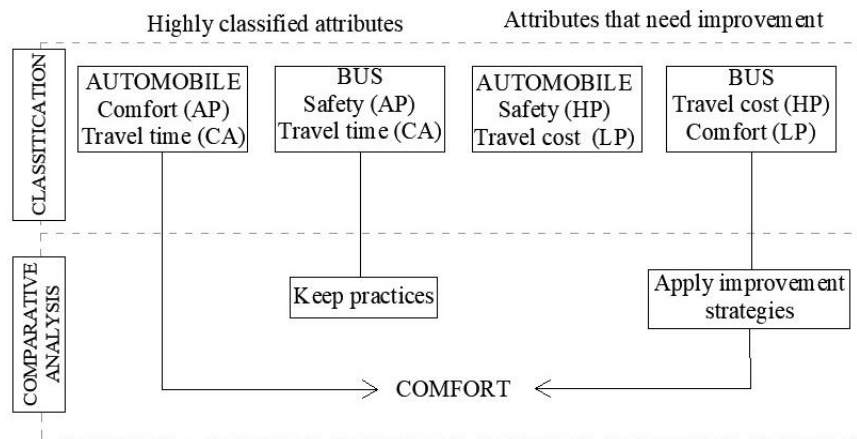 Highly classified attributes
Attributes that need improvement
CLASSITICATION
AUTOMOBILE
Comfort (AP)
Travel time (CA)
BUS
Safety (AP)
Travel time (CA)
AUTOMOBILE
Safety (HP)
Travel cost (LP)
BUS
Travel cost (HP)
Comfort (LP)
COMPARATIVE
ANALYSIS
Keep practices
Apply improvement
strategies
COMFORT